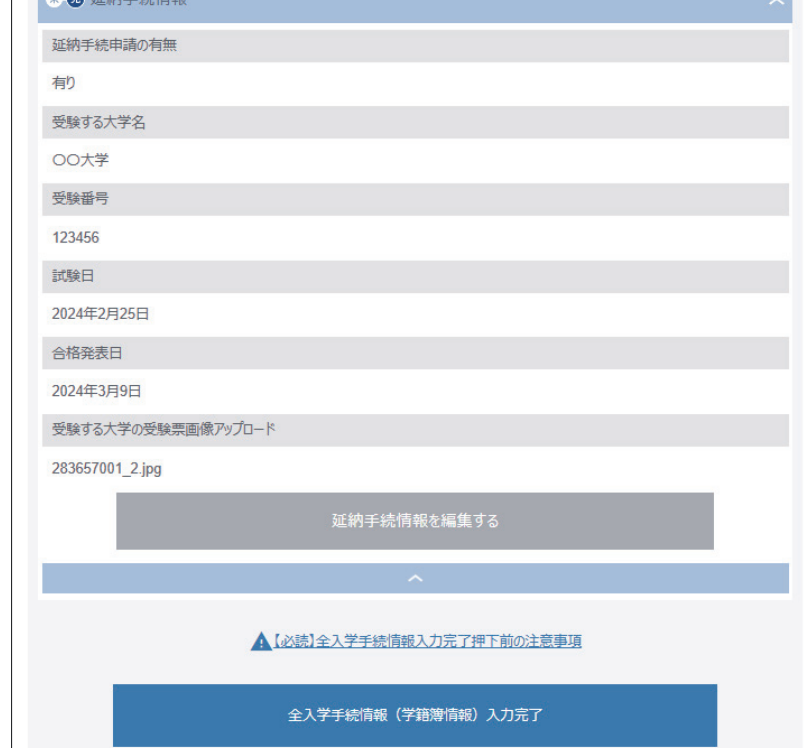 延納手続情報
延納手続申請の有無
有り
受験する大学名
〇〇大学
受験番号
123456
試験日
2024年2月25日
合格発表日
2024年3月9日
受験する大学の受験票画像アップロード
283657001_2.jpg
延納手続情報を編集する
【必読】全入学手続情報入力完了押下前の注意事項
全入学手続情報（学籍簿情報）入力完了